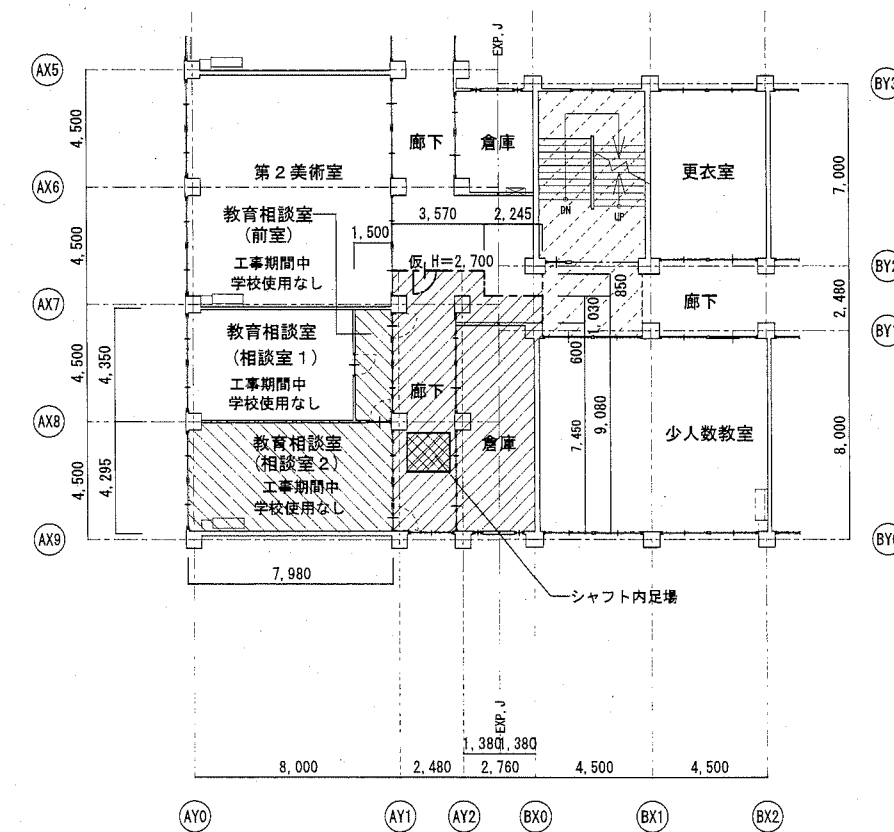 EXP.J
AX5
BY3
4,500
廊下
倉庫
7,000
更衣室
第2美術室
AX6
DN
UP
教育相談室
(前室)
3,570
2,245
4,500
1,500
工事期間中
学校使用なし
仮 H=2,700
BY2
850
廊下
2,480
AX7
1,030
BY1
教育相談室
(相談室1)
600
4,500
4,350
工事期間中
学校使用なし
廊下
AX8
少人数教室
教育相談室
(相談室2)
倉庫
7,450
9,080
8,000
4,500
4,295
工事期間中
学校使用なし
AX9
7,980
シャフト内足場
EXP.J
1,380
1,380
8,000
2,480
2,760
4,500
4,500
AY0
AY1
AY2
BX0
BX1
BX2